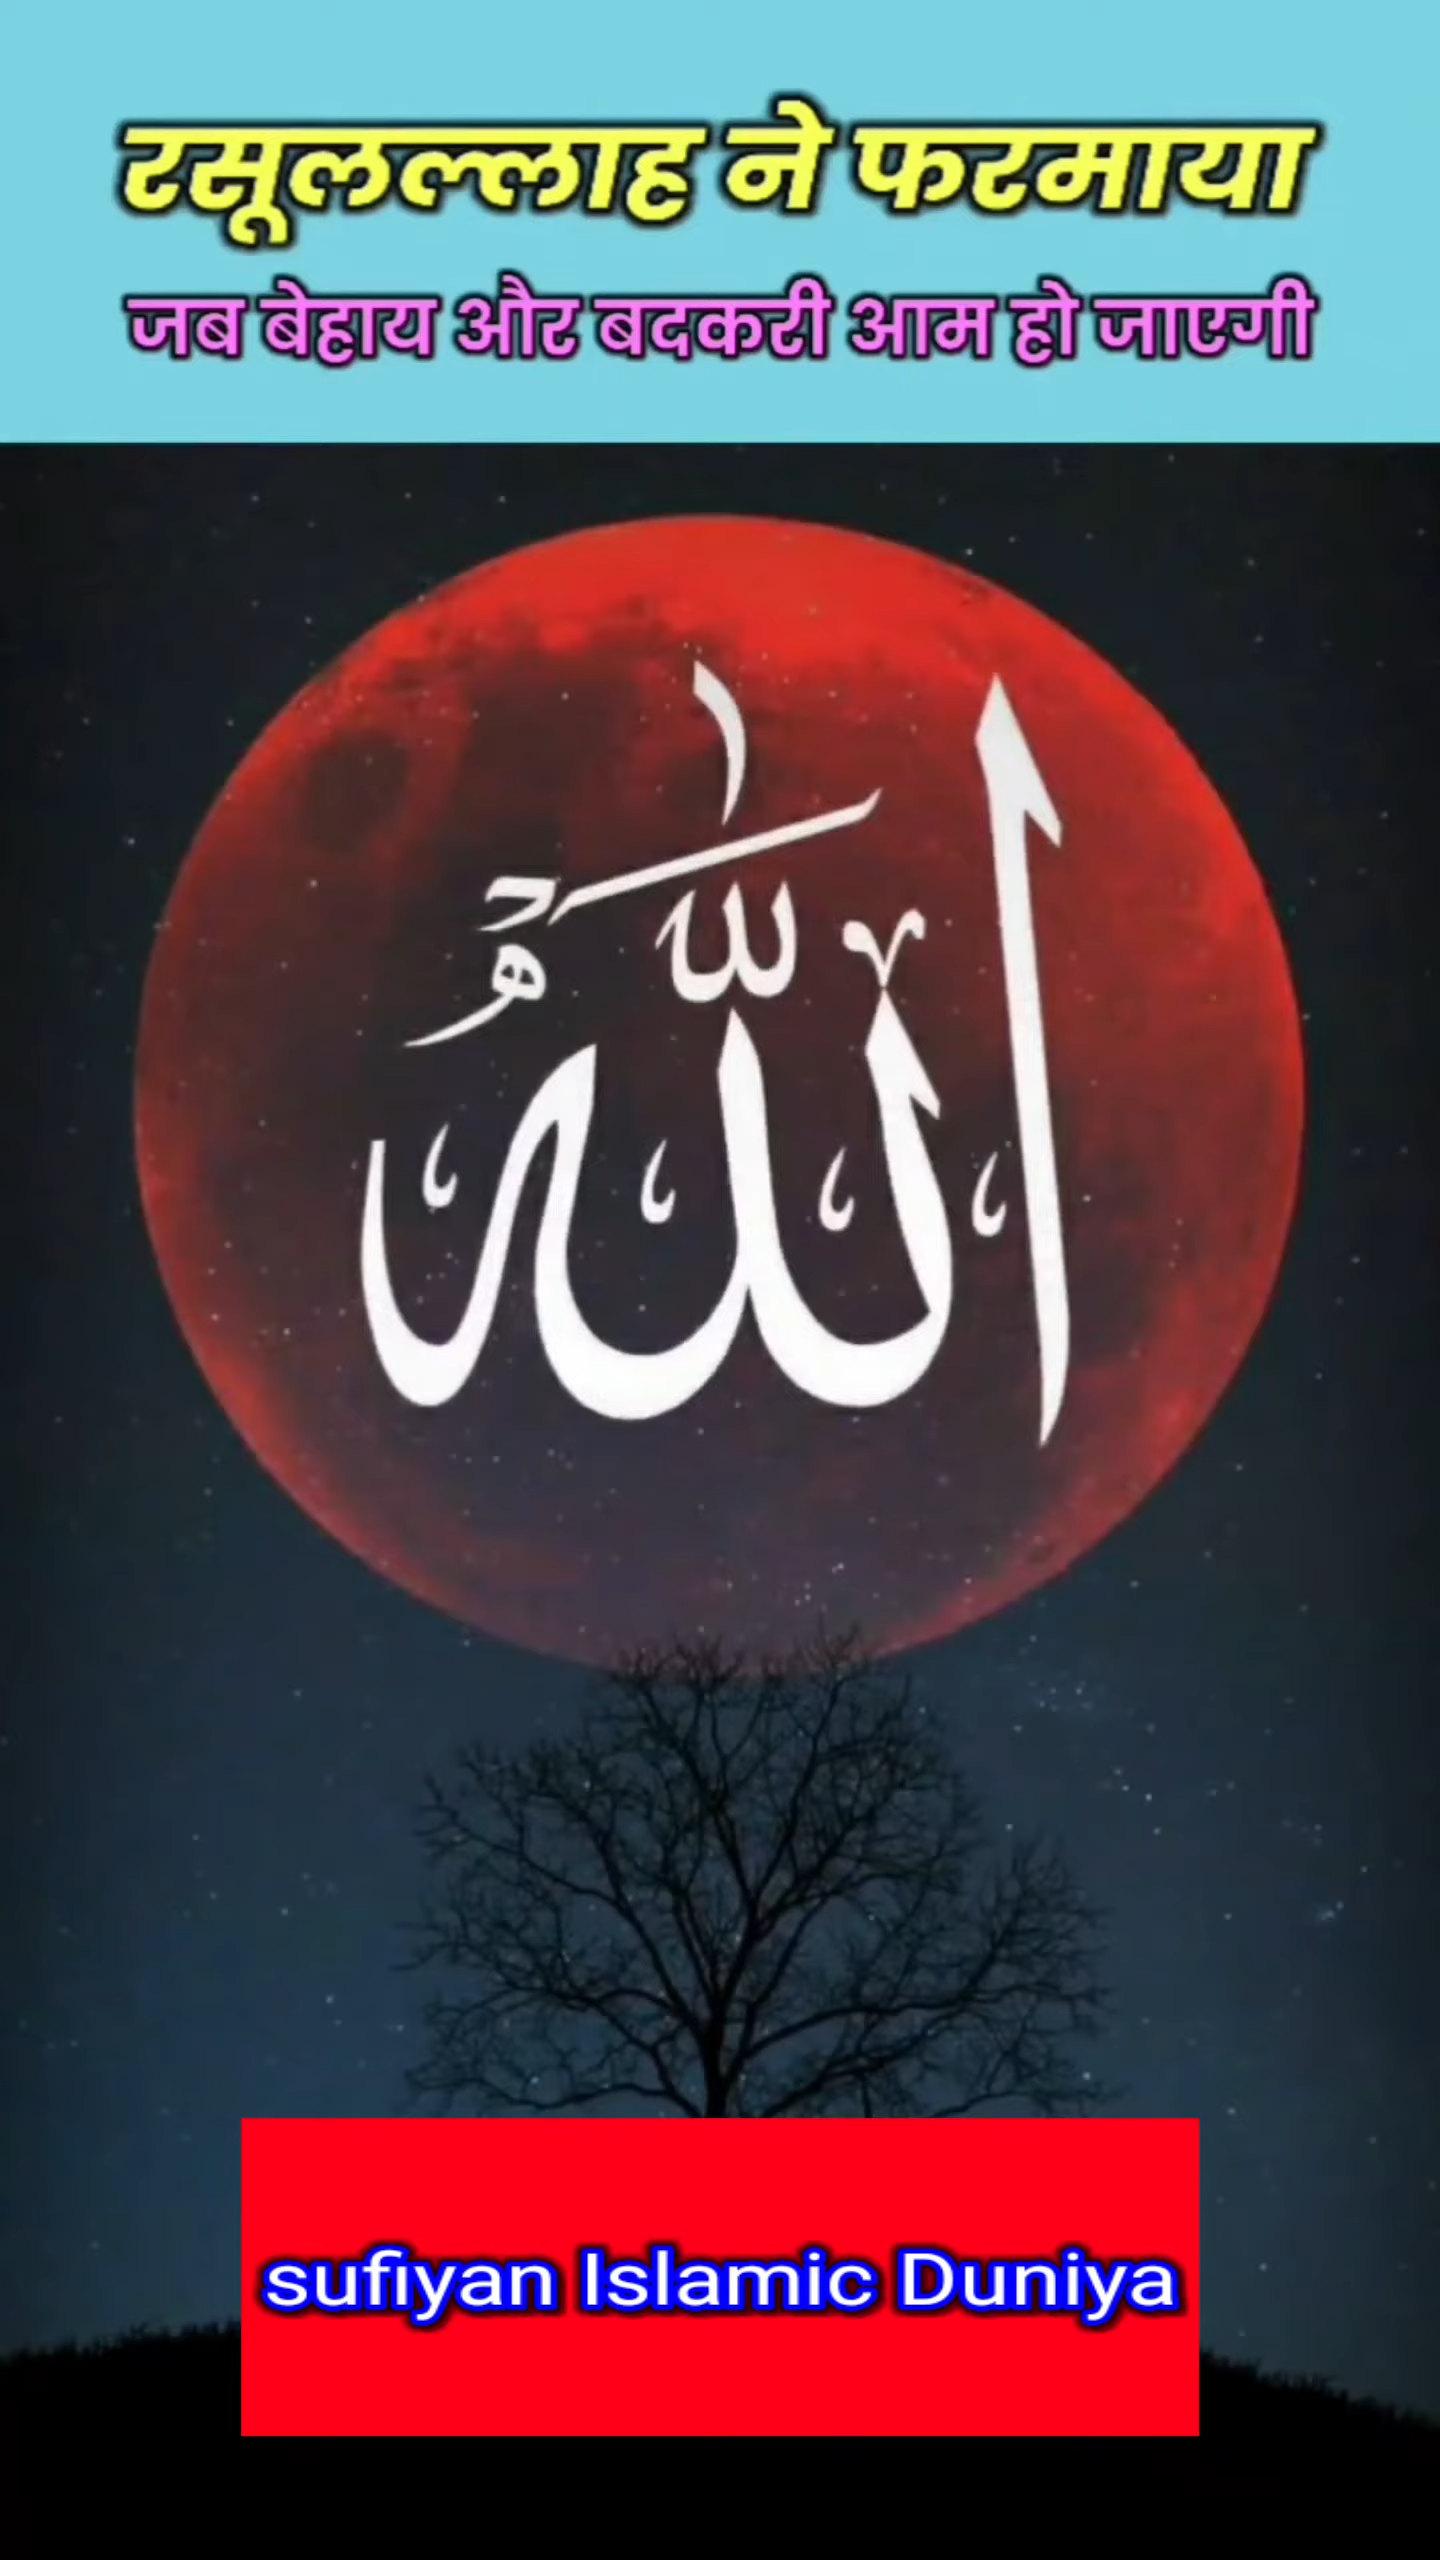 रसूलल्लाह ने फरमाया
जब बेहाय और बदकरी आम हो जाएगी
الله
sufiyan Islamic Duniya